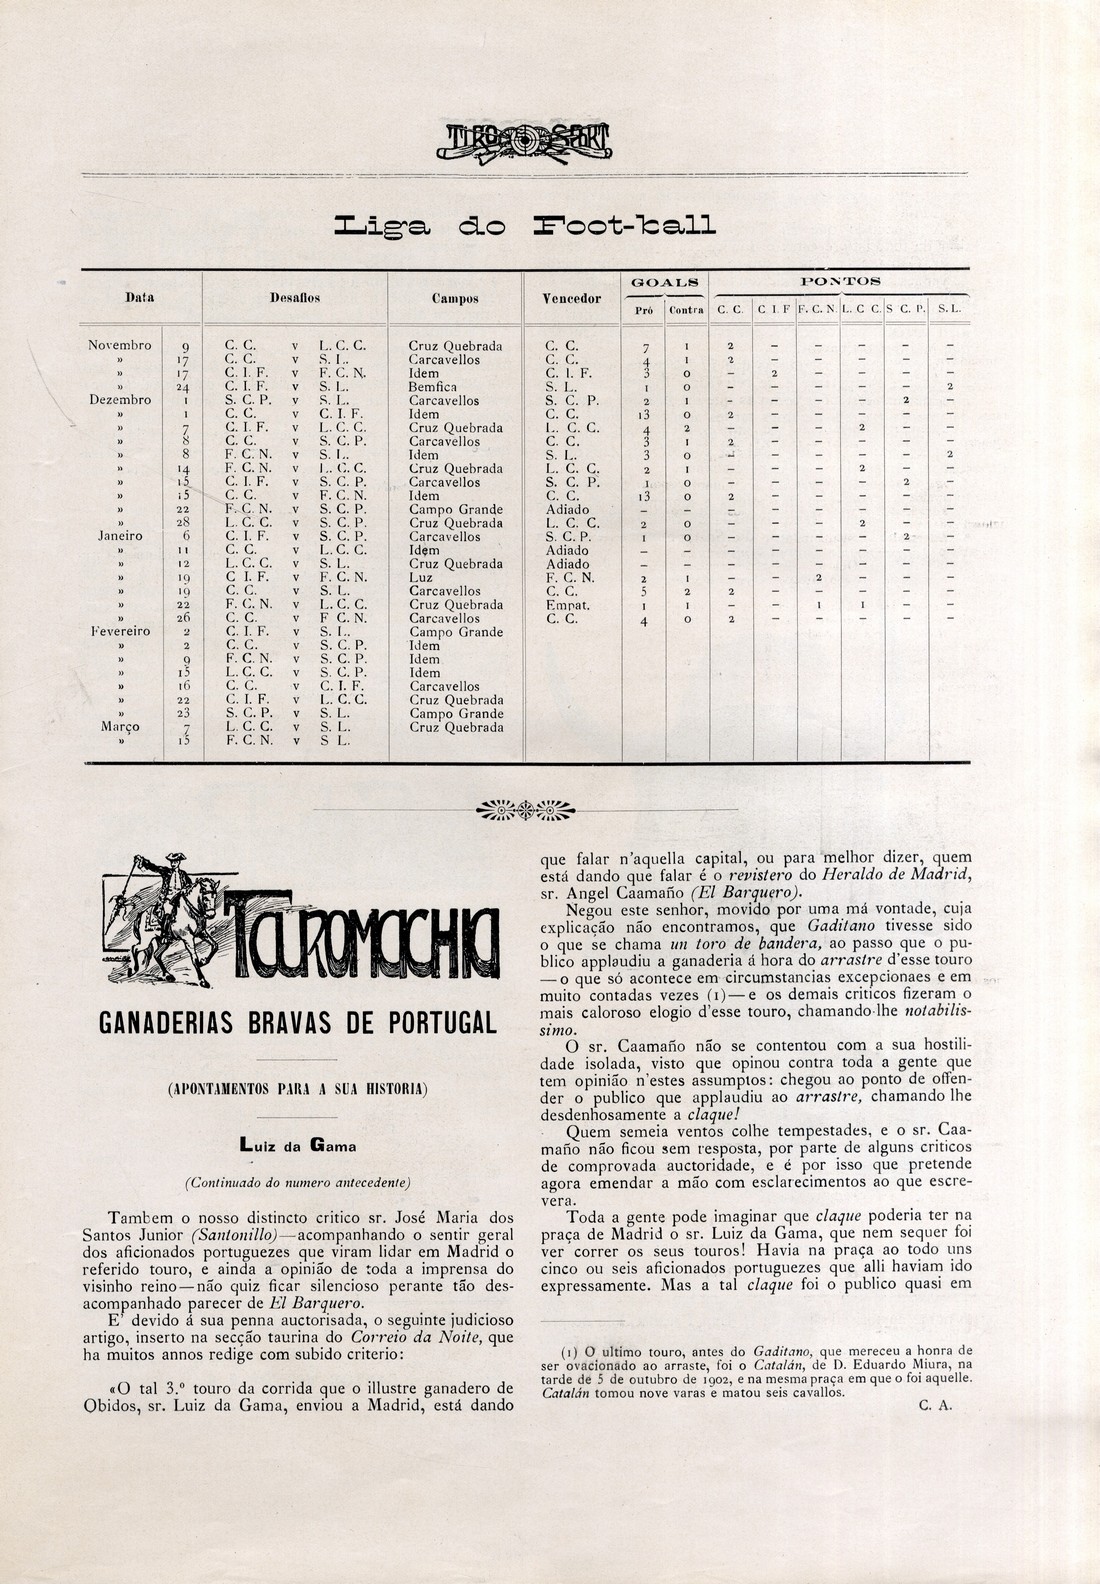 TIRO SPORT
Liga do Foot-ball
Data Desafios Campos Vencedor GOALS PONTOS
Pró Contra C. C. C I F F. C. N. L. C C. S C. P. S. L.
Novembro 9 C. C. v L. C. C. Cruz Quebrada C. C. 7 1 2 – – – – –
» 17 C. C. v S. L. Carcavellos C. C. 4 1 2 – – – – –
» 17 C. I. F. v F. C. N. Idem C. I. F. 3 0 – 2 – – – –
» 24 C. I. F. v S. L. Bemfica S. L. 1 0 – – – – – 2
Dezembro 1 S. C. P. v S. L. Carcavellos S. C. P. 2 1 – – – – 2 –
» 1 C. C. v C. I. F. Idem C. C. 13 0 2 – – – – –
» 7 C. I. F. v L. C. C. Cruz Quebrada L. C. C. 4 2 – – – 2 – –
» 8 C. C. v S. C. P. Carcavellos C. C. 3 1 2 – – – – –
» 8 F. C. N. v S. L. Idem S. L. 3 0 – – – – – 2
» 14 F. C. N. v L. C. C. Cruz Quebrada L. C. C. 2 1 – – – 2 – –
» 15 C. I. F. v S. C. P. Carcavellos S. C. P. 1 0 – – – – 2 –
» 15 C. C. v F. C. N. Idem C. C. 13 0 2 – – – – –
» 22 F. C. N. v S. C. P. Campo Grande Adiado – – – – – – – –
» 28 L. C. C. v S. C. P. Cruz Quebrada L. C. C. 2 0 – – – 2 – –
Janeiro 6 C. I. F. v S. C. P. Carcavellos S. C. P. 1 0 – – – – 2 –
» 11 C. C. v L. C. C. Idem Adiado – – – – – – – –
» 12 L. C. C. v S. L. Cruz Quebrada Adiado – – – – – – – –
» 19 C I. F. v F. C. N. Luz F. C. N. 2 1 – – 2 – – –
» 19 C. C. v S. L. Carcavellos C. C. 5 2 2 – – – – –
» 22 F. C. N. v L. C. C. Cruz Quebrada Empat. 1 1 – – 1 1 – –
» 26 C. C. v F C. N. Carcavellos C. C. 4 0 2 – – – – –
Fevereiro 2 C. I. F. v S. L. Campo Grande
» 2 C. C. v S. C. P. Idem
» 9 F. C. N. v S. C. P. Idem
» 15 L. C. C. v S. C. P. Idem
» 16 C. C. v C. I. F. Carcavellos
» 22 C. I. F. v L. C. C. Cruz Quebrada
» 23 S. C. P. v S. L. Campo Grande
Março 7 L. C. C. v S. L. Cruz Quebrada
» 15 F. C. N. v S L.
TAUROMACHIA
GANADERIAS BRAVAS DE PORTUGAL
(APONTAMENTOS PARA A SUA HISTORIA)
Luiz da Gama
(Continuado do numero antecedente)
Tambem o nosso distincto critico sr. José Maria dos
Santos Junior (Santonillo)—acompanhando o sentir geral
dos aficionados portuguezes que viram lidar em Madrid o
referido touro, e ainda a opinião de toda a imprensa do
visinho reino—não quiz ficar silencioso perante tão des-
acompanhado parecer de El Barquero.
E' devido á sua penna auctorisada, o seguinte judicioso
artigo, inserto na secção taurina do Correio da Noite, que
ha muitos annos redige com subido criterio:
«O tal 3.º touro da corrida que o illustre ganadero de
Obidos, sr. Luiz da Gama, enviou a Madrid, está dando
que falar n'aquella capital, ou para melhor dizer, quem
está dando que falar é o revistero do Heraldo de Madrid,
sr. Angel Caamaño (El Barquero).
Negou este senhor, movido por uma má vontade, cuja
explicação não encontramos, que Gaditano tivesse sido
o que se chama un toro de bandera, ao passo que o pu-
blico applaudiu a ganaderia á hora do arrastre d'esse touro
—o que só acontece em circumstancias excepcionaes e em
muito contadas vezes (1)—e os demais criticos fizeram o
mais caloroso elogio d'esse touro, chamando-lhe notabilis-
simo.
O sr. Caamaño não se contentou com a sua hostili-
dade isolada, visto que opinou contra toda a gente que
tem opinião n'estes assumptos: chegou ao ponto de offen-
der o publico que applaudiu ao arrastre, chamando lhe
desdenhosamente a claque!
Quem semeia ventos colhe tempestades, e o sr. Caa-
maño não ficou sem resposta, por parte de alguns criticos
de comprovada auctoridade, e é por isso que pretende
agora emendar a mão com esclarecimentos ao que escre-
vera.
Toda a gente pode imaginar que claque poderia ter na
praça de Madrid o sr. Luiz da Gama, que nem sequer foi
ver correr os seus touros! Havia na praça ao todo uns
cinco ou seis aficionados portuguezes que alli haviam ido
expressamente. Mas a tal claque foi o publico quasi em
(1) O ultimo touro, antes do Gaditano, que mereceu a honra de
ser ovacionado ao arraste, foi o Catalán, de D. Eduardo Miura, na
tarde de 5 de outubro de 1902, e na mesma praça em que o foi aquelle.
Catalán tomou nove varas e matou seis cavallos.
C. A.